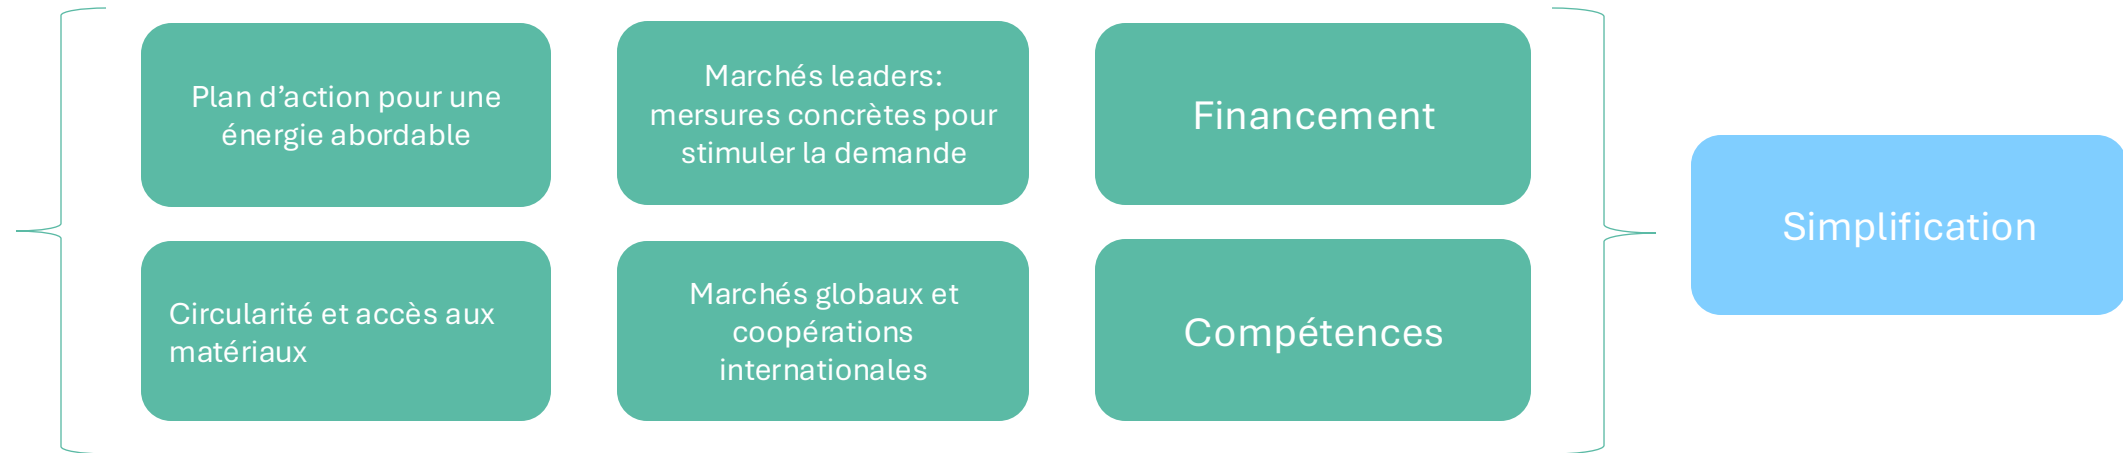 Plan d’action pour une
énergie abordable
Marchés leaders:
mersures concrètes pour
stimuler la demande
Financement
Circularité et accès aux
matériaux
Marchés globaux et
coopérations
internationales
Compétences
Simplification